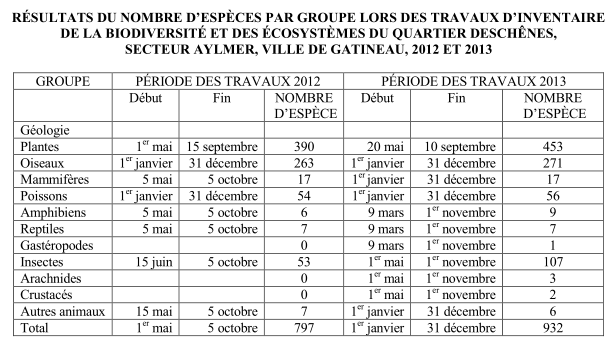 RÉSULTATS DU NOMBRE D'ESPÈCES PAR GROUPE LORS DES TRAVAUX D'INVENTAIRE
DE LA BIODIVERSITÉ ET DES ÉCOSYSTÈMES DU QUARTIER DESCHÊNES,
SECTEUR AYLMER, VILLE DE GATINEAU, 2012 ET 2013
GROUPE PÉRIODE DES TRAVAUX 2012 PÉRIODE DES TRAVAUX 2013
Début Fin NOMBRE Début Fin NOMBRE
D'ESPÈCE D'ESPÈCE
Géologie
Plantes 1er mai 15 septembre 390 20 mai 10 septembre 453
Oiseaux 1er janvier 31 décembre 263 1er janvier 31 décembre 271
Mammifères 5 mai 5 octobre 17 1er janvier 31 décembre 17
Poissons 1er janvier 31 décembre 54 1er janvier 31 décembre 56
Amphibiens 5 mai 5 octobre 6 9 mars 1er novembre 9
Reptiles 5 mai 5 octobre 7 9 mars 1er novembre 7
Gastéropodes 0 9 mars 1er novembre 1
Insectes 15 juin 5 octobre 53 1er mai 1er novembre 107
Arachnides 0 1er mai 1er novembre 3
Crustacés 0 1er mai 1er novembre 2
Autres animaux 15 mai 5 octobre 7 1er janvier 31 décembre 6
Total 1er mai 5 octobre 797 1er janvier 31 décembre 932